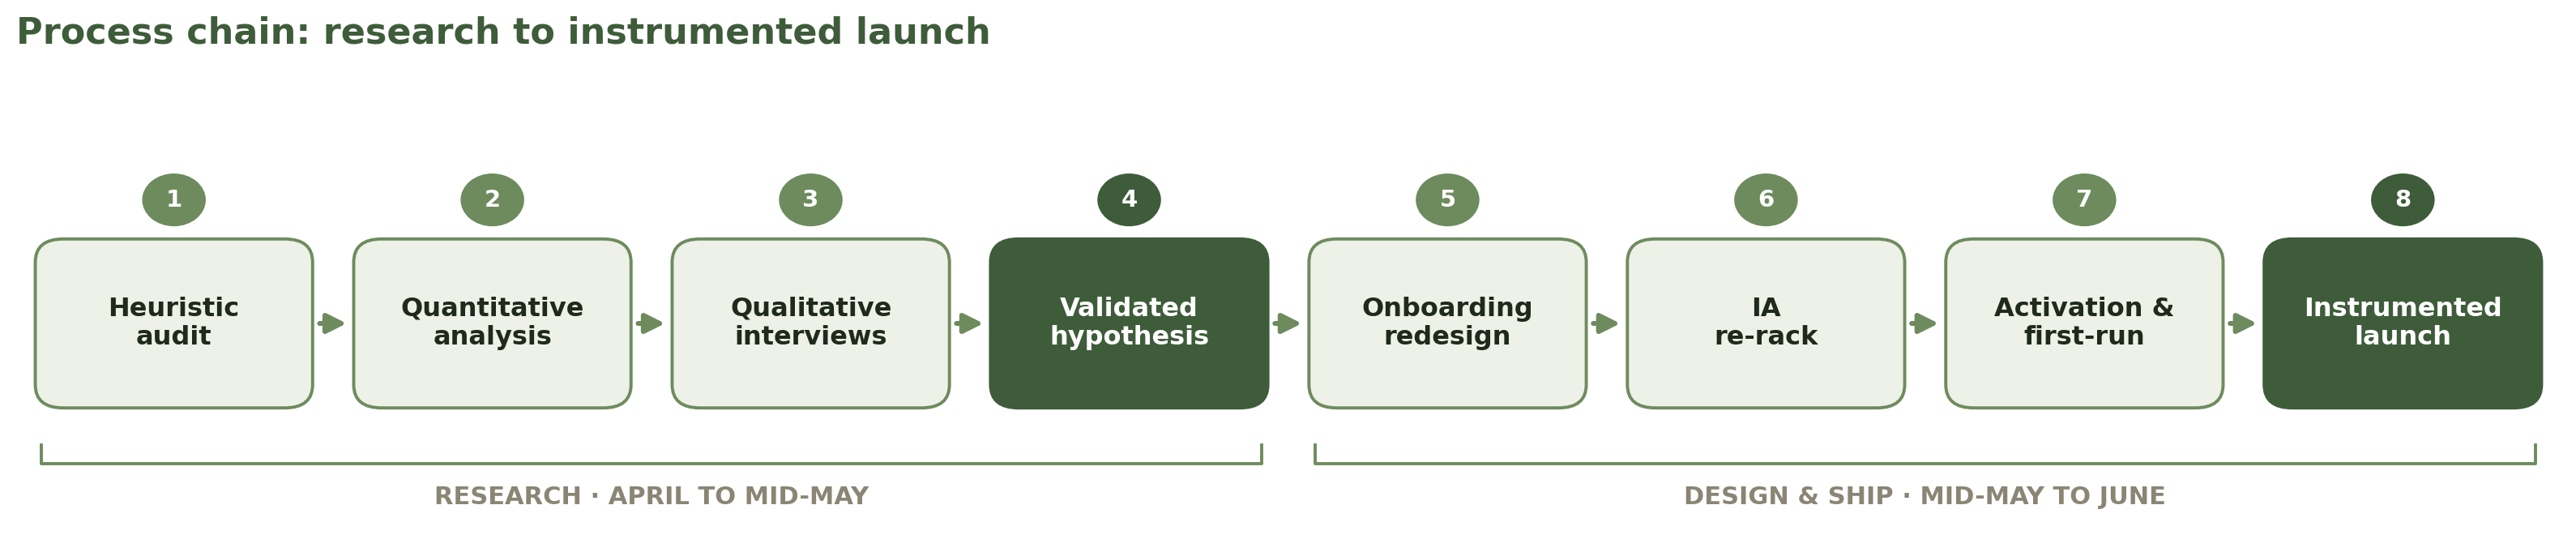 Process chain: research to instrumented launch
1
2
3
4
5
6
7
8
Heuristic
audit
Quantitative
analysis
Qualitative
interviews
Validated
hypothesis
Onboarding
redesign
IA
re-rack
Activation &
first-run
Instrumented
launch
RESEARCH · APRIL TO MID-MAY
DESIGN & SHIP · MID-MAY TO JUNE